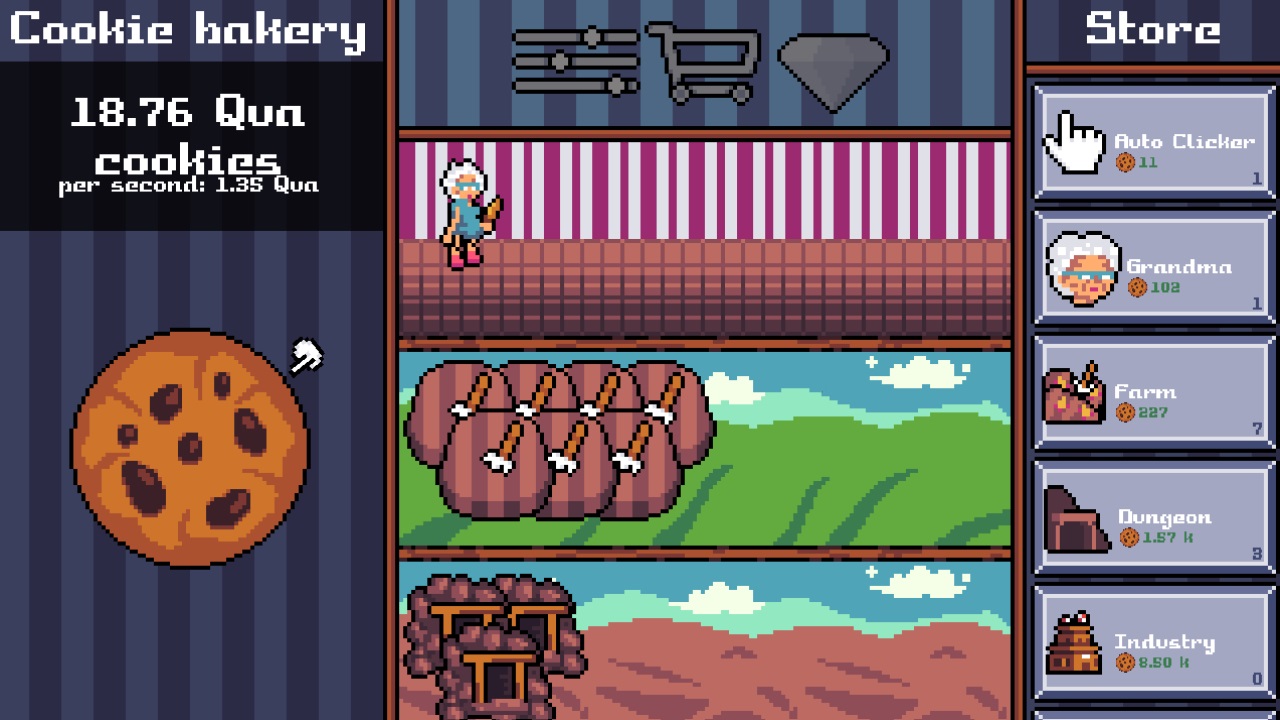 Cookie bakery
18.76 Qua
cookies
per second: 1.35 Qua
Store
Auto Clicker
11
1
Grandma
102
1
Farm
227
7
Dungeon
1.57 k
3
Industry
8.50 k
0